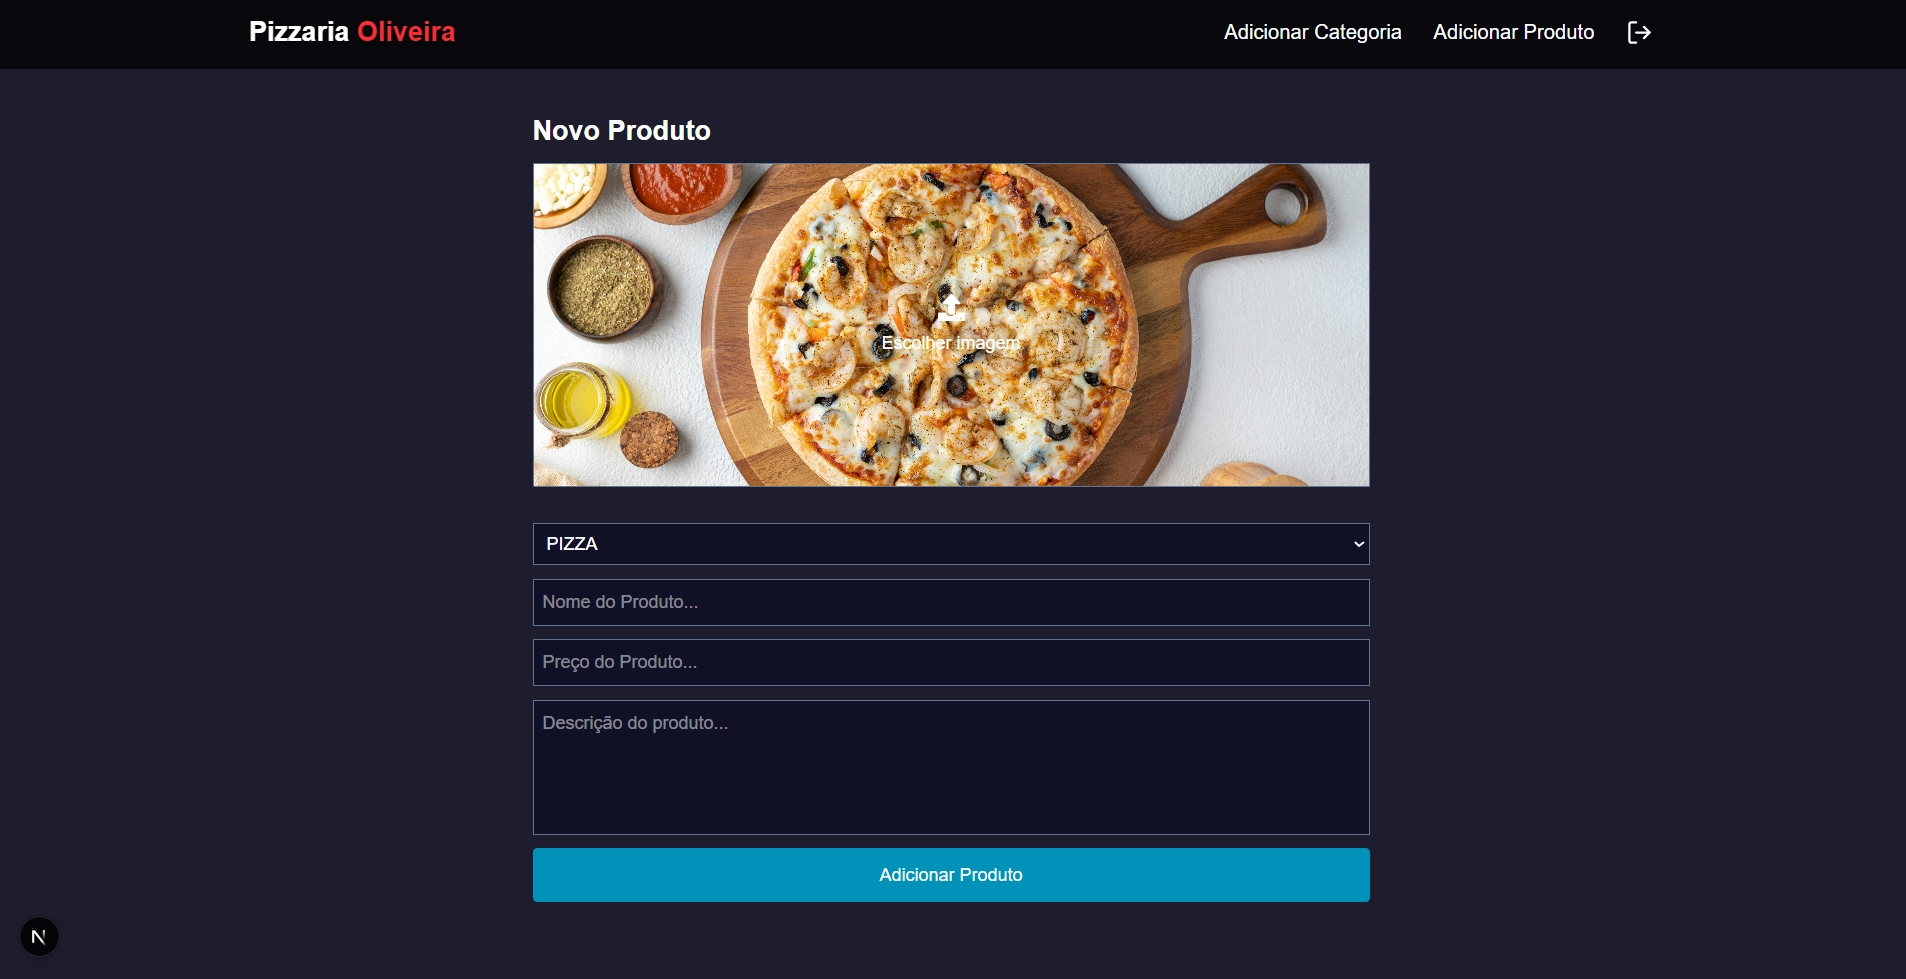 Pizzaria Oliveira
Adicionar Categoria
Adicionar Produto
Novo Produto
Escolher imagem
PIZZA
Nome do Produto...
Preço do Produto...
Descrição do produto...
Adicionar Produto
N